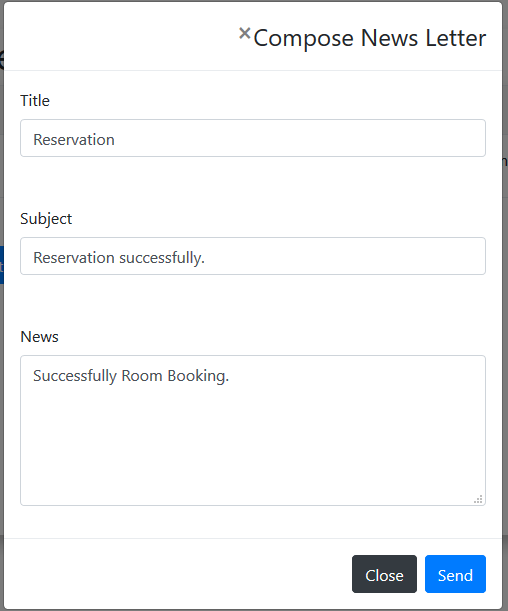 ×Compose News Letter
Title
Reservation
Subject
Reservation successfully.
News
Successfully Room Booking.
Close
Send